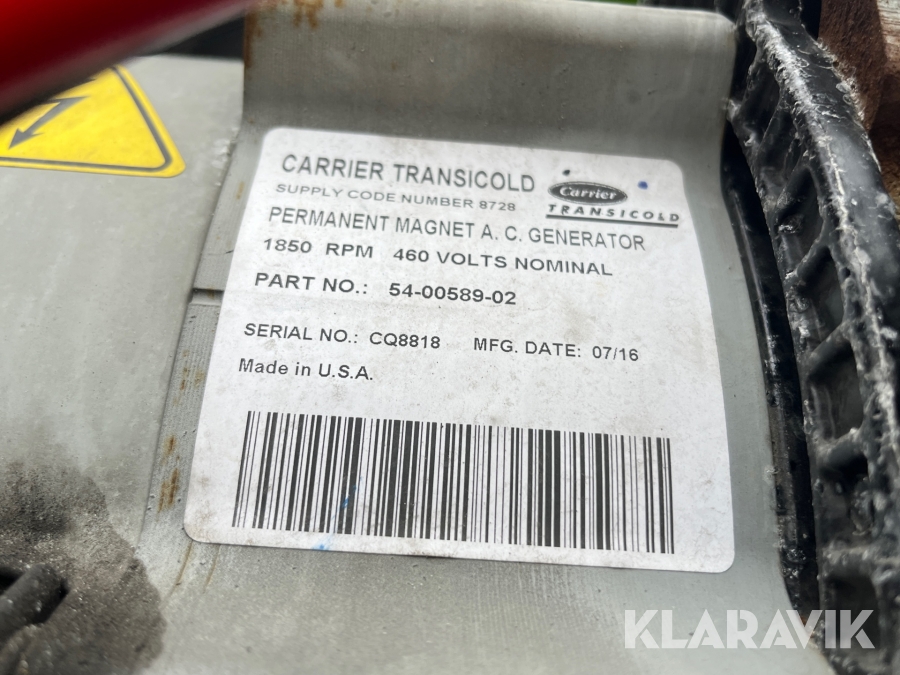 CARRIER TRANSICOLD
SUPPLY CODE NUMBER 8728
Carrier
TRANSICOLD
PERMANENT MAGNET A. C. GENERATOR
1850 RPM 460 VOLTS NOMINAL
PART NO.: 54-00589-02
SERIAL NO.: CQ8818 MFG. DATE: 07/16
Made in U.S.A.
KLARAVIK